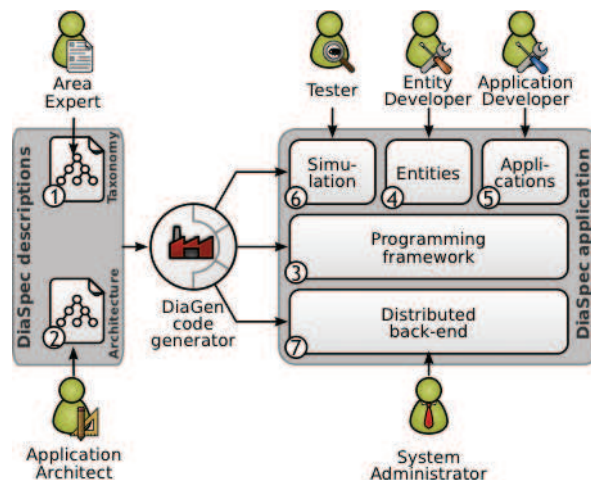 Area
Expert
Tester
Entity
Developer
Application
Developer
DiaSpec descriptions
1
Taxonomy
2
Architecture
DiaGen
code
generator
Simu-
lation
6
Entities
4
Appli-
cations
5
Programming
framework
3
Distributed
back-end
7
DiaSpec application
Application
Architect
System
Administrator